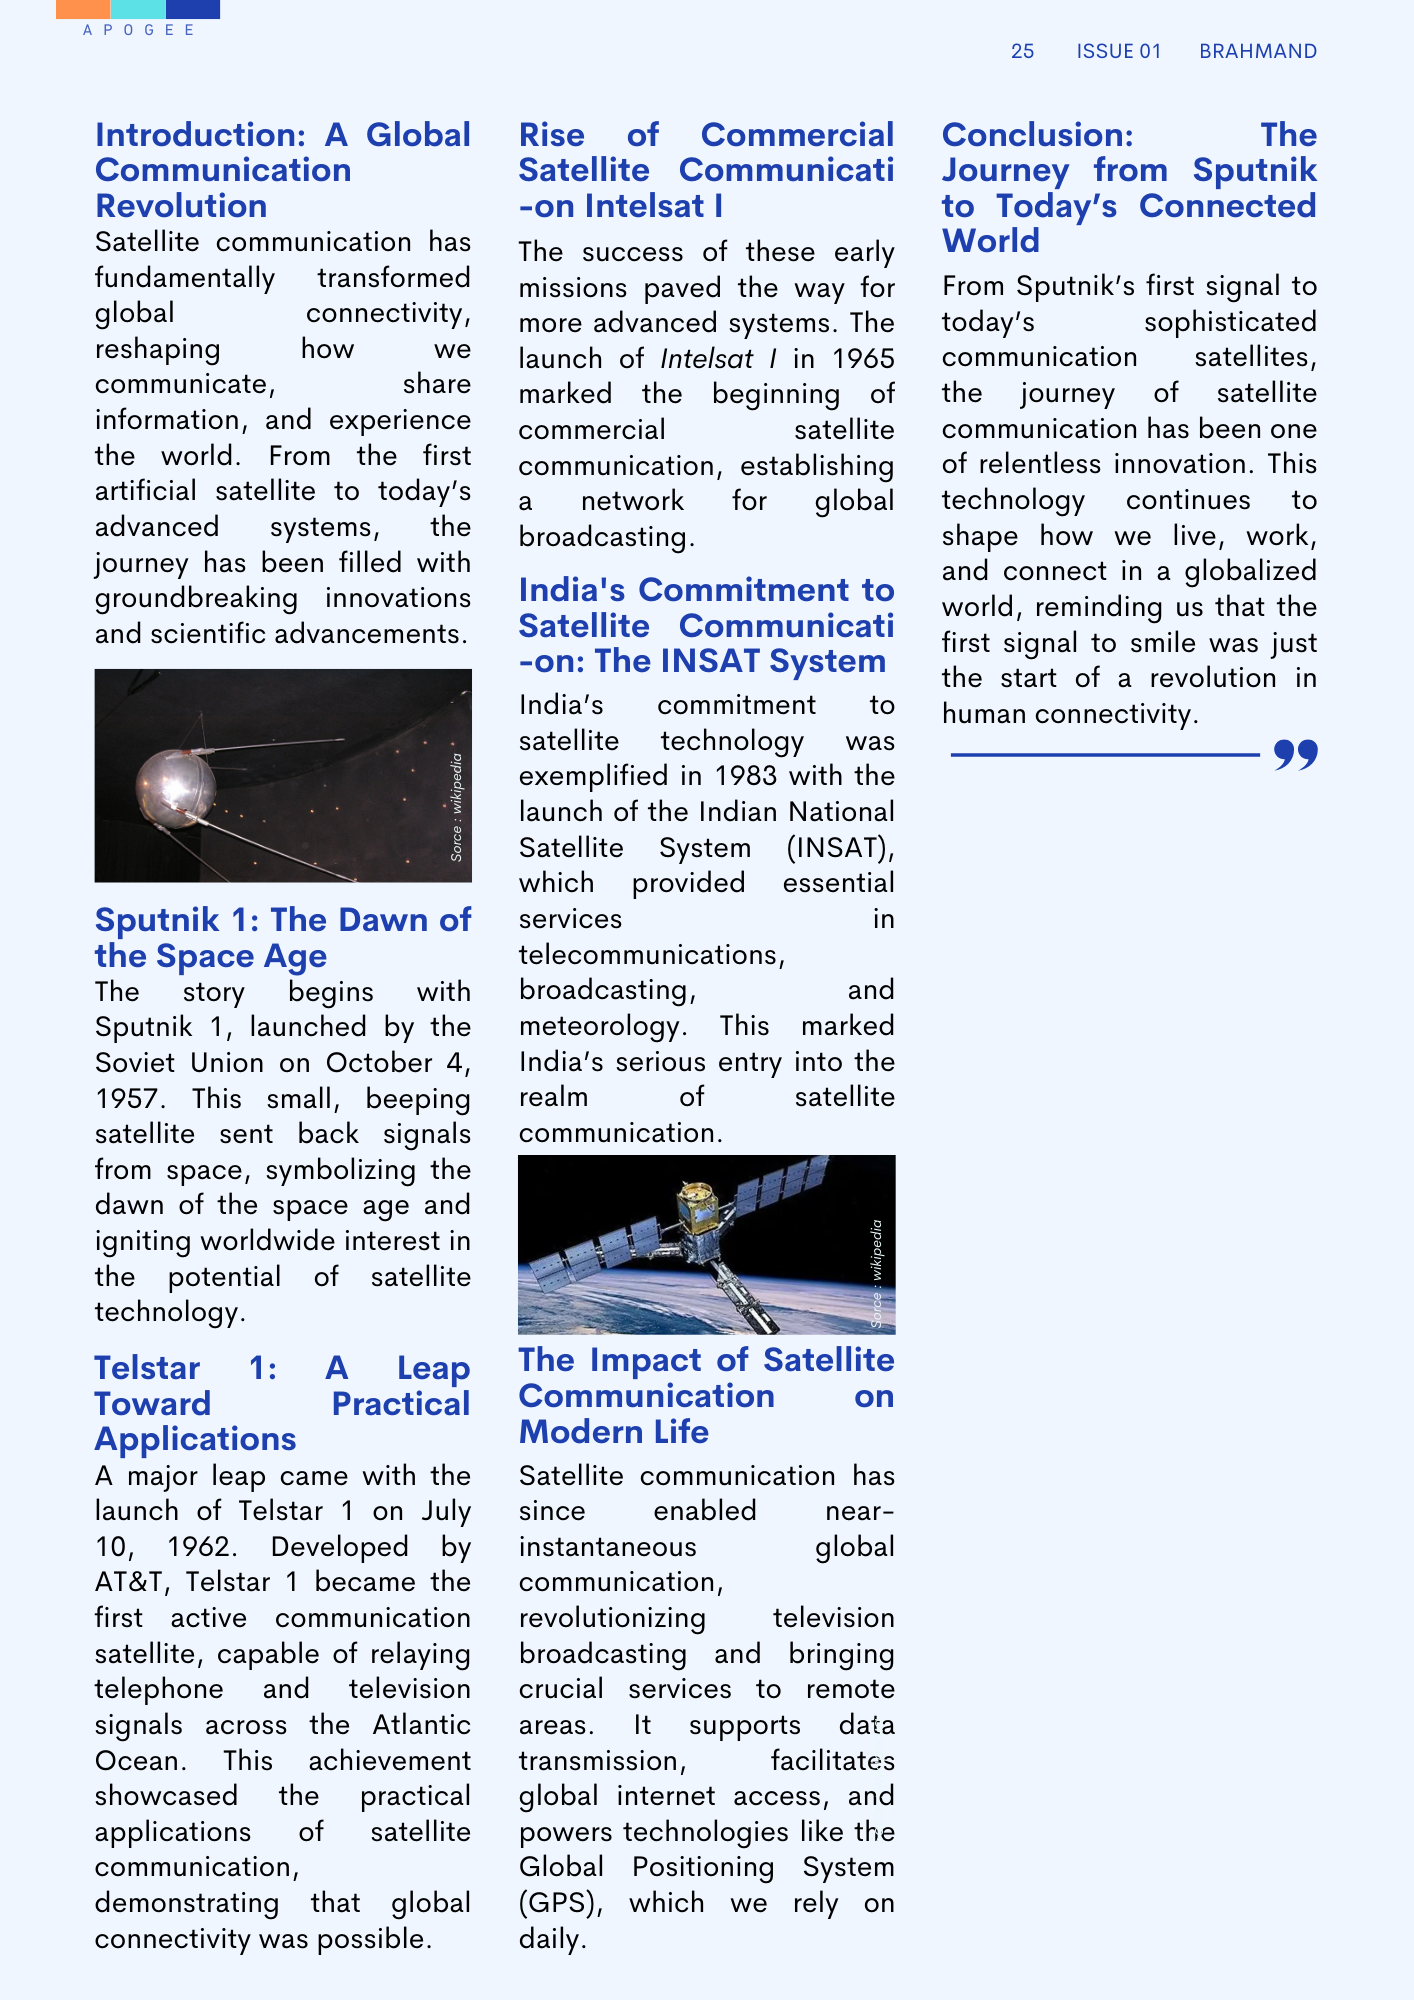 APOGEE
25 ISSUE 01 BRAHMAND
Introduction: A Global
Communication
Revolution
Satellite communication has
fundamentally transformed
global connectivity,
reshaping how we
communicate, share
information, and experience
the world. From the first
artificial satellite to today’s
advanced systems, the
journey has been filled with
groundbreaking innovations
and scientific advancements.
Sorce : wikipedia
Sputnik 1: The Dawn of
the Space Age
The story begins with
Sputnik 1, launched by the
Soviet Union on October 4,
1957. This small, beeping
satellite sent back signals
from space, symbolizing the
dawn of the space age and
igniting worldwide interest in
the potential of satellite
technology.
Telstar 1: A Leap
Toward Practical
Applications
A major leap came with the
launch of Telstar 1 on July
10, 1962. Developed by
AT&T, Telstar 1 became the
first active communication
satellite, capable of relaying
telephone and television
signals across the Atlantic
Ocean. This achievement
showcased the practical
applications of satellite
communication,
demonstrating that global
connectivity was possible.
Rise of Commercial
Satellite Communicati
-on Intelsat I
The success of these early
missions paved the way for
more advanced systems. The
launch of Intelsat I in 1965
marked the beginning of
commercial satellite
communication, establishing
a network for global
broadcasting.
India's Commitment to
Satellite Communicati
-on: The INSAT System
India’s commitment to
satellite technology was
exemplified in 1983 with the
launch of the Indian National
Satellite System (INSAT),
which provided essential
services in
telecommunications,
broadcasting, and
meteorology. This marked
India’s serious entry into the
realm of satellite
communication.
Sorce : wikipedia
The Impact of Satellite
Communication on
Modern Life
Satellite communication has
since enabled near-
instantaneous global
communication,
revolutionizing television
broadcasting and bringing
crucial services to remote
areas. It supports data
transmission, facilitates
global internet access, and
powers technologies like the
Global Positioning System
(GPS), which we rely on
daily.
Conclusion: The
Journey from Sputnik
to Today’s Connected
World
From Sputnik’s first signal to
today’s sophisticated
communication satellites,
the journey of satellite
communication has been one
of relentless innovation. This
technology continues to
shape how we live, work,
and connect in a globalized
world, reminding us that the
first signal to smile was just
the start of a revolution in
human connectivity.
”